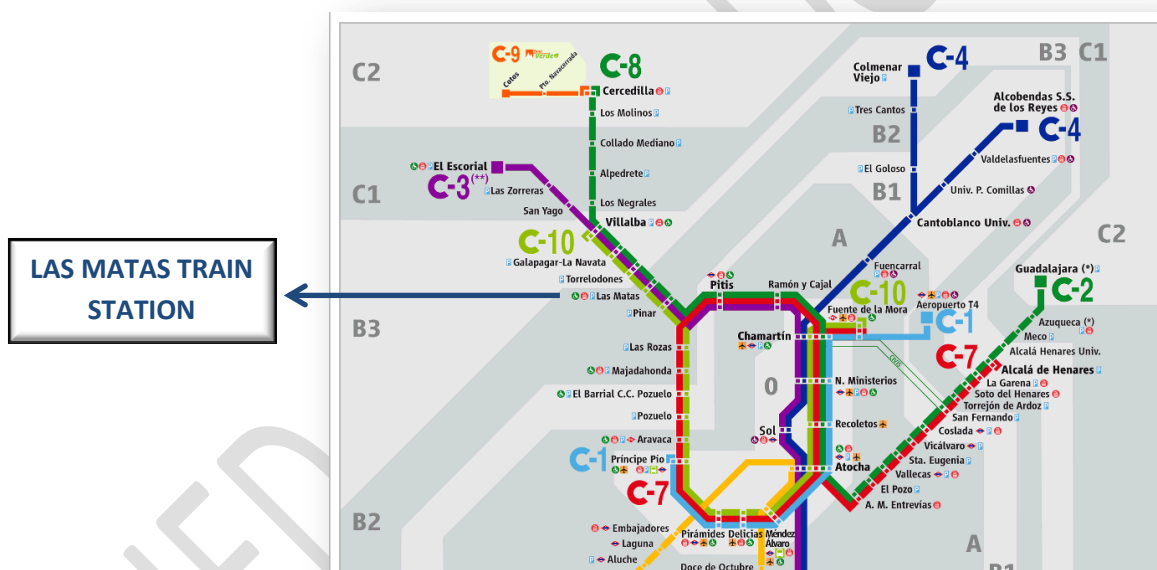 LAS MATAS TRAIN
STATION
C2
C-9
Cotos
Pto. Navacerrada
C-8
Cercedilla
Los Molinos
Collado Mediano
Alpedrete
Los Negrales
Villalba
El Escorial
C-3(**)
Las Zorreras
San Yago
C1
C-10
Galapagar-La Navata
Torrelodones
Las Matas
Pinar
B3
Las Rozas
Majadahonda
El Barrial C.C. Pozuelo
Pozuelo
Aravaca
C-1
Príncipe Pío
C-7
B2
Embajadores
Laguna
Aluche
Pirámides
Delicias
Méndez
Álvaro
Doce de Octubre
Pitis
Ramón y Cajal
Chamartín
0
Sol
N. Ministerios
Recoletos
Atocha
C-10
Fuente de la Mora
Aeropuerto T4
C-1
Fuencarral
A
Colmenar
Viejo
C-4
Tres Cantos
B2
El Goloso
B1
B3
C1
Alcobendas S.S.
de los Reyes
C-4
Valdelasfuentes
Univ. P. Comillas
Cantoblanco Univ.
C2
Guadalajara (*)
C-2
Azuqueca (*)
Meco
Alcalá Henares Univ.
C-7
Alcalá de Henares
La Garena
Soto del Henares
Torrejón de Ardoz
San Fernando
Coslada
Vicálvaro
Sta. Eugenia
Vallecas
El Pozo
A. M. Entrevías
CIVIS
A
B1